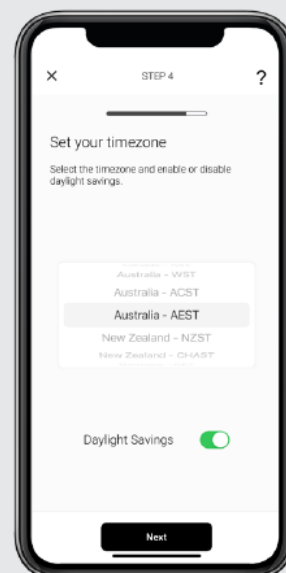 STEP 4
?
Set your timezone
Select the timezone and enable or disable
daylight savings.
Australia - WST
Australia - ACST
Australia - AEST
New Zealand - NZST
New Zealand - CHAST
Daylight Savings
Next